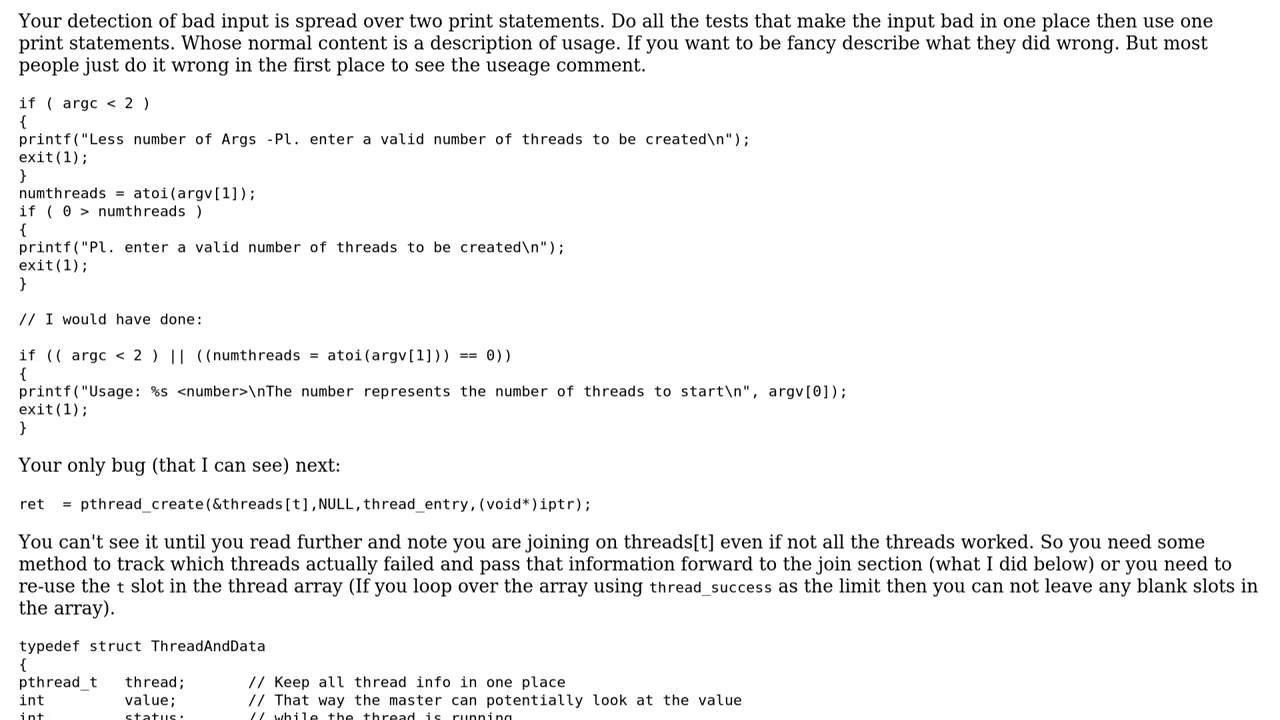 Your detection of bad input is spread over two print statements. Do all the tests that make the input bad in one place then use one
print statements. Whose normal content is a description of usage. If you want to be fancy describe what they did wrong. But most
people just do it wrong in the first place to see the useage comment.
if ( argc < 2 )
{
printf("Less number of Args -Pl. enter a valid number of threads to be created\n");
exit(1);
}
numthreads = atoi(argv[1]);
if ( 0 > numthreads )
{
printf("Pl. enter a valid number of threads to be created\n");
exit(1);
}
// I would have done:
if (( argc < 2 ) || ((numthreads = atoi(argv[1])) == 0))
{
printf("Usage: %s <number>\nThe number represents the number of threads to start\n", argv[0]);
exit(1);
}
Your only bug (that I can see) next:
ret  = pthread_create(&threads[t],NULL,thread_entry,(void*)iptr);
You can't see it until you read further and note you are joining on threads[t] even if not all the threads worked. So you need some
method to track which threads actually failed and pass that information forward to the join section (what I did below) or you need to
re-use the t slot in the thread array (If you loop over the array using thread_success as the limit then you can not leave any blank slots in
the array).
typedef struct ThreadAndData
{
pthread_t   thread;       // Keep all thread info in one place
int         value;        // That way the master can potentially look at the value
int         status;       // while the thread is running